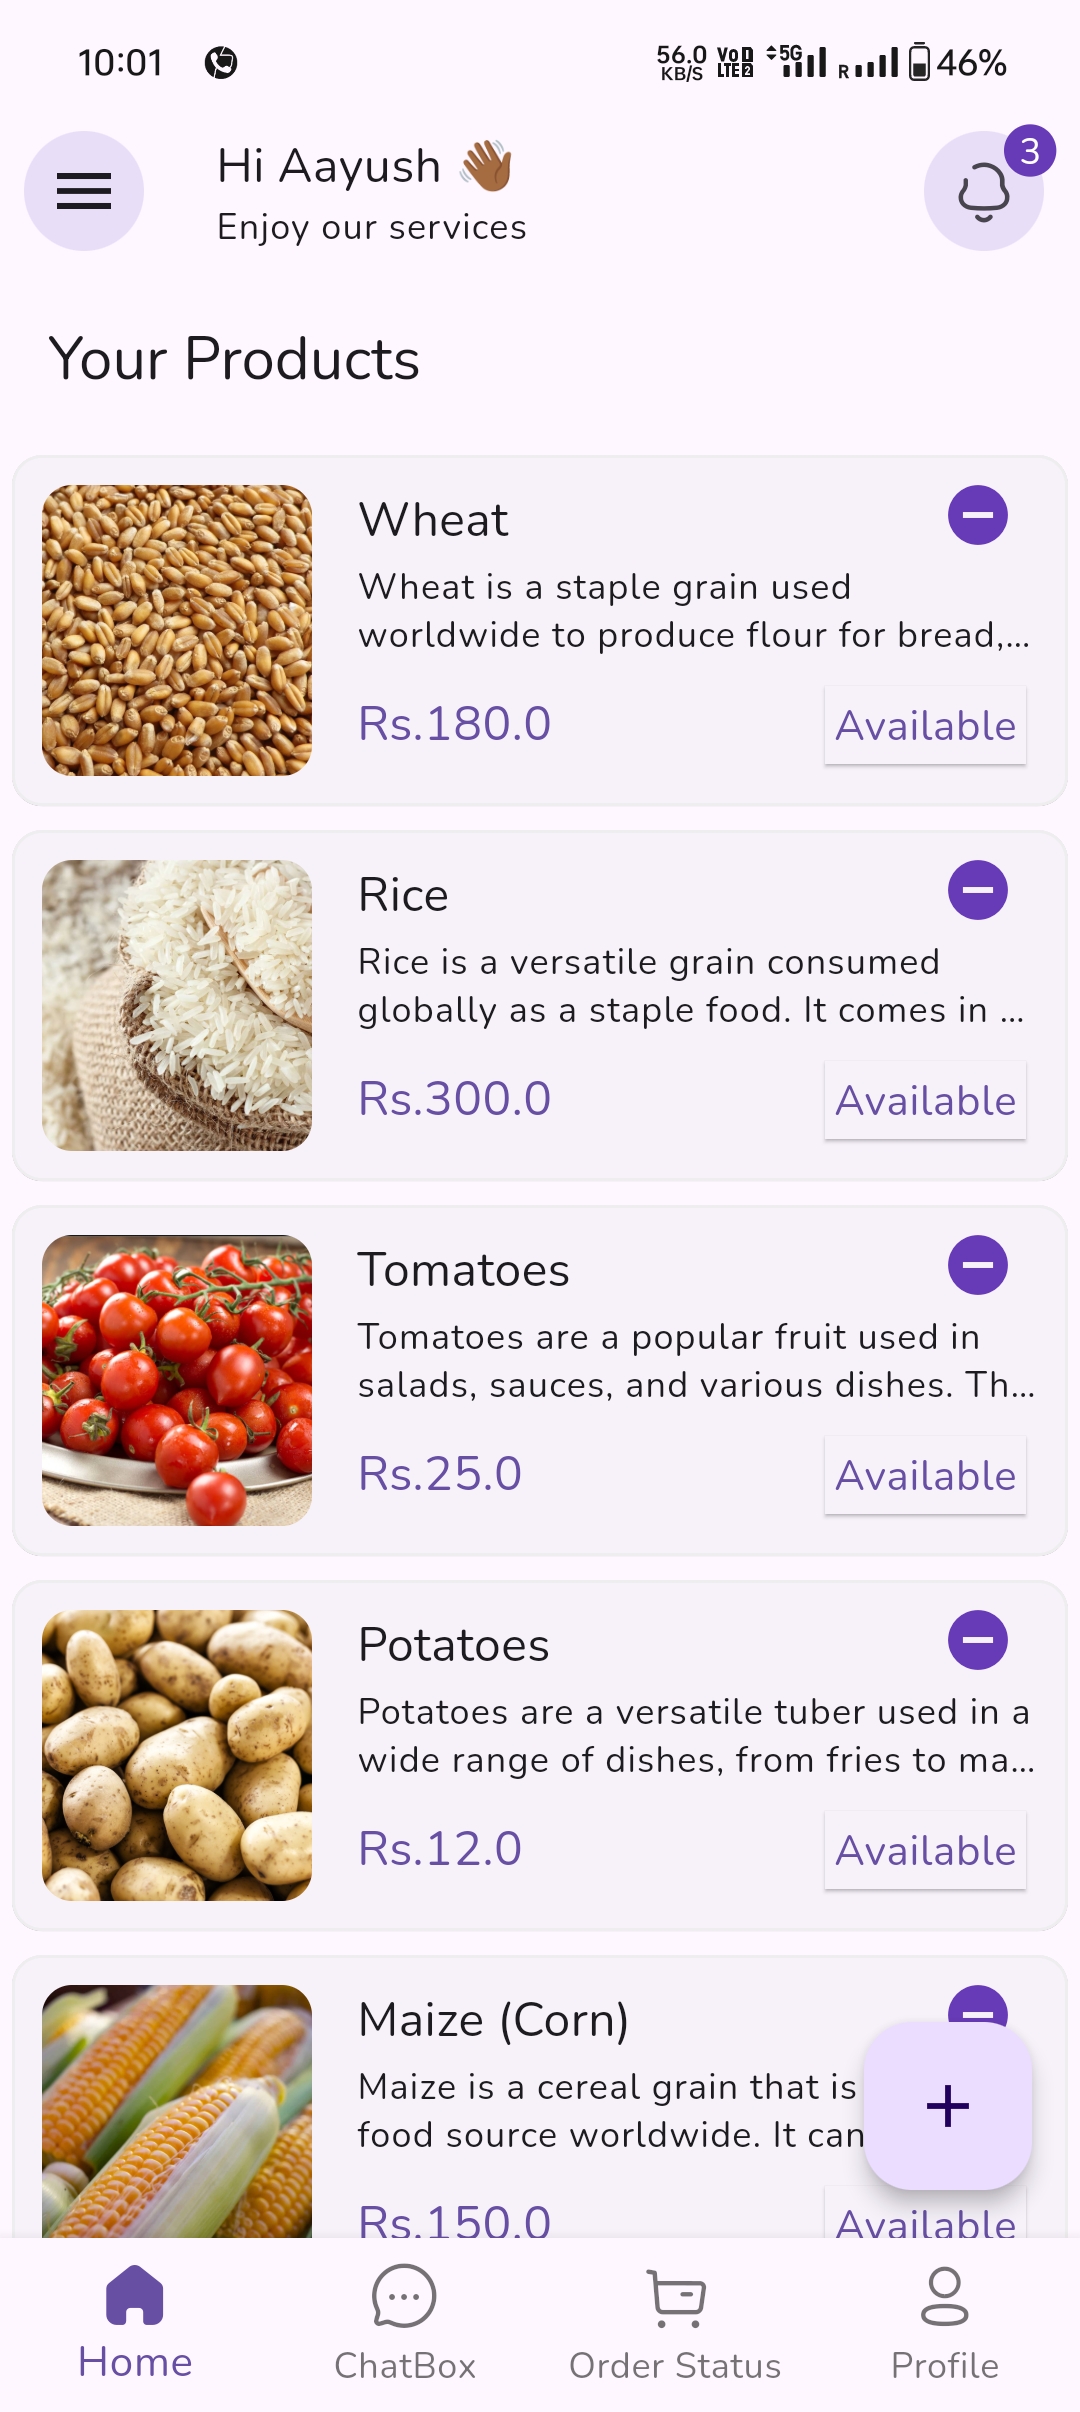 10:01
56.0 KB/S
Vo LTE 2
5G
R
46%
Hi Aayush 👋🏾
3
Enjoy our services
Your Products
Wheat
Wheat is a staple grain used
worldwide to produce flour for bread,...
Rs.180.0
Available
Rice
Rice is a versatile grain consumed
globally as a staple food. It comes in ...
Rs.300.0
Available
Tomatoes
Tomatoes are a popular fruit used in
salads, sauces, and various dishes. Th...
Rs.25.0
Available
Potatoes
Potatoes are a versatile tuber used in a
wide range of dishes, from fries to ma...
Rs.12.0
Available
Maize (Corn)
Maize is a cereal grain that is
food source worldwide. It can
Rs.150.0
Available
Home
ChatBox
Order Status
Profile